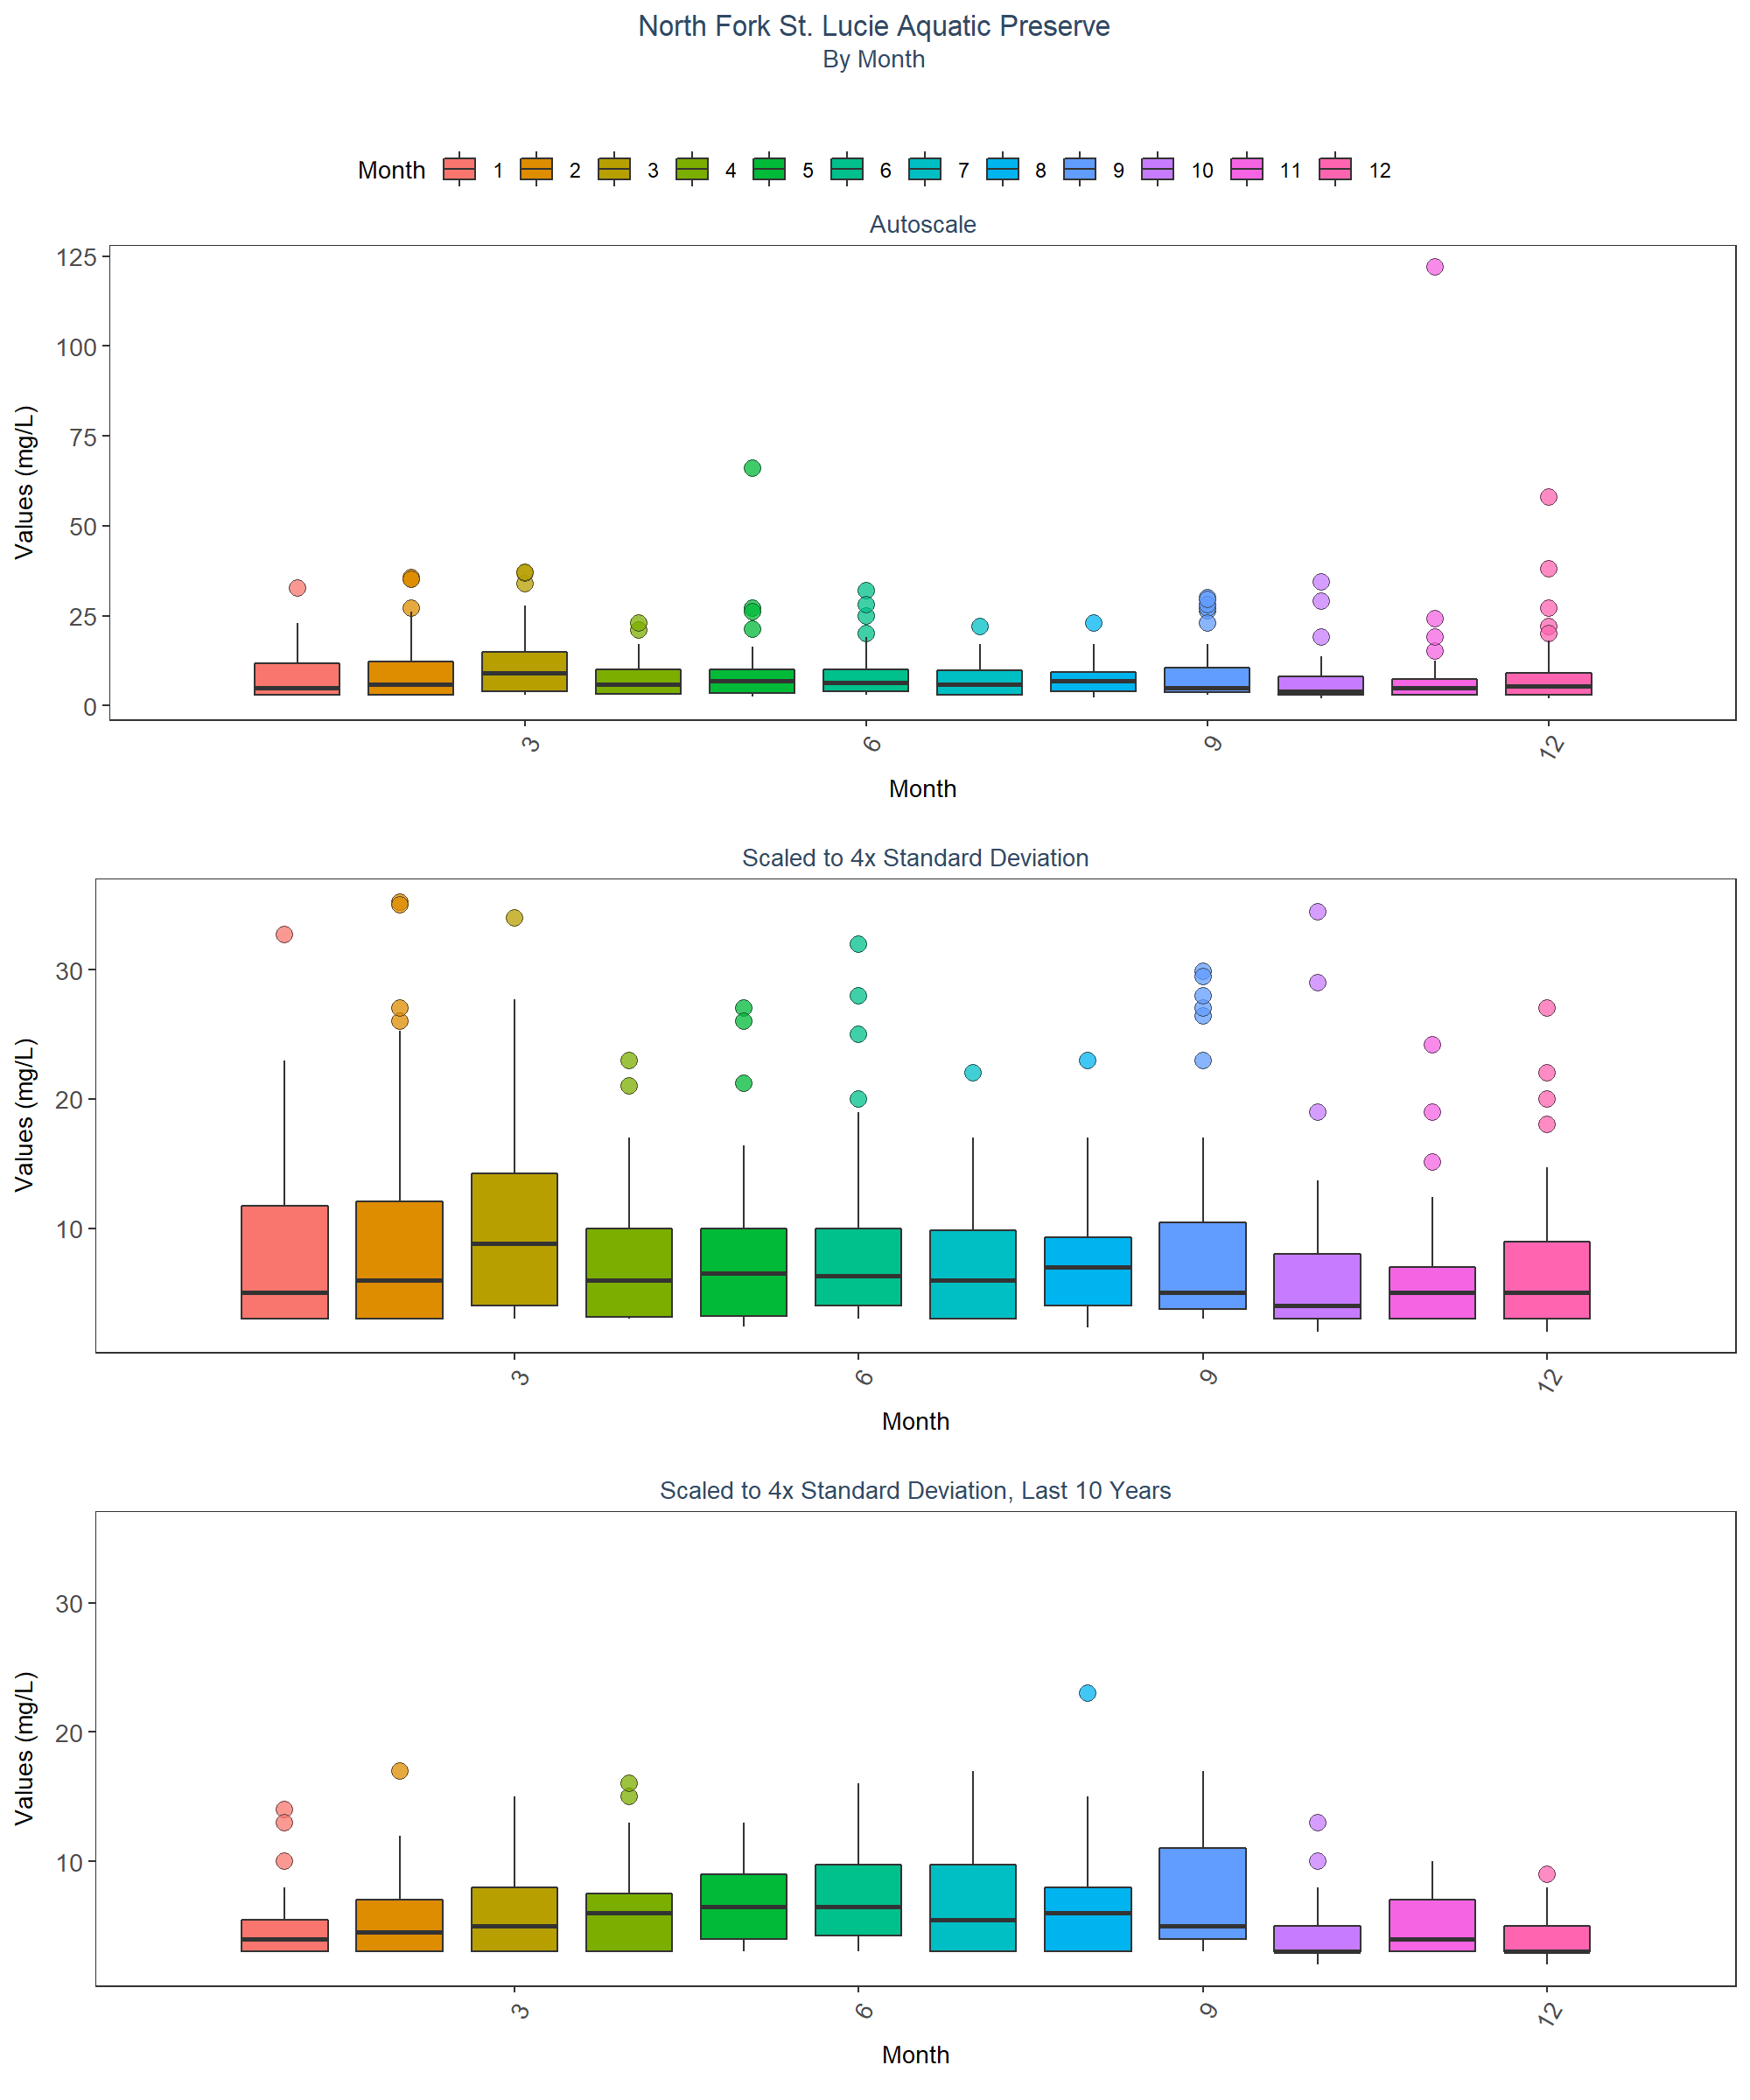 North Fork St. Lucie Aquatic Preserve
By Month
Month 1 2 3 4 5 6 7 8 9 10 11 12
Autoscale
125
100
75
50
25
0
Values (mg/L)
3 6 9 12
Month
Scaled to 4x Standard Deviation
30
20
10
Values (mg/L)
3 6 9 12
Month
Scaled to 4x Standard Deviation, Last 10 Years
30
20
10
Values (mg/L)
3 6 9 12
Month